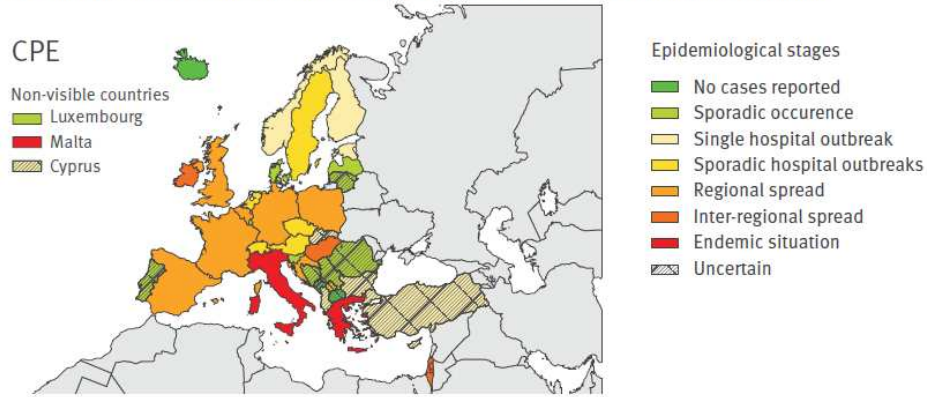 CPE
Non-visible countries
Luxembourg
Malta
Cyprus
Epidemiological stages
No cases reported
Sporadic occurence
Single hospital outbreak
Sporadic hospital outbreaks
Regional spread
Inter-regional spread
Endemic situation
Uncertain